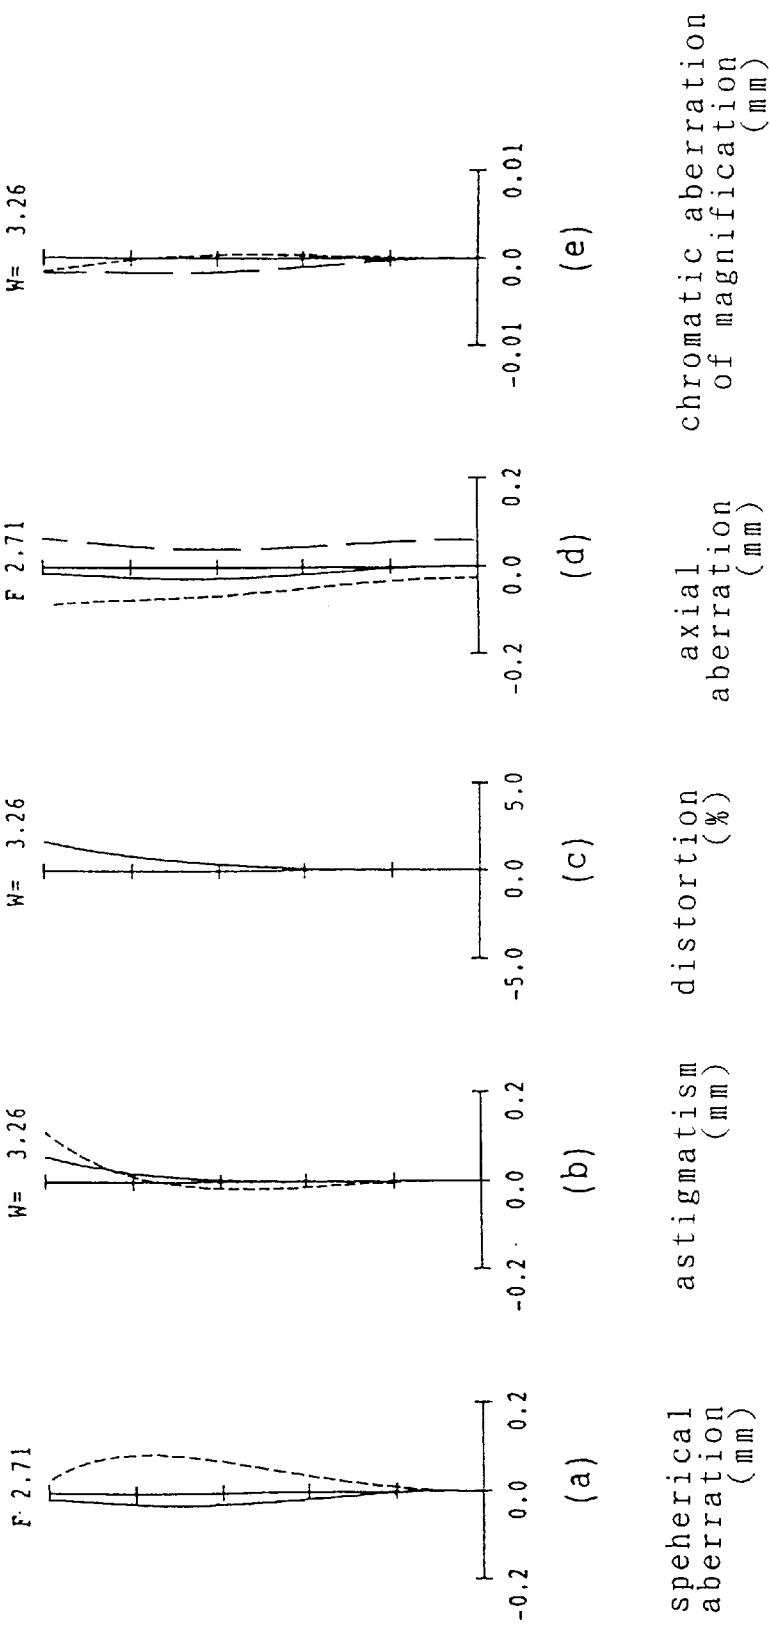 F 2.71
-0.2 0.0 0.2
(a)
speherical
aberration
(mm)
W= 3.26
-0.2 0.0 0.2
(b)
astigmatism
(mm)
W= 3.26
-5.0 0.0 5.0
(c)
distortion
(%)
F 2.71
-0.2 0.0 0.2
(d)
axial
aberration
(mm)
W= 3.26
-0.01 0.0 0.01
(e)
chromatic aberration
of magnification
(mm)